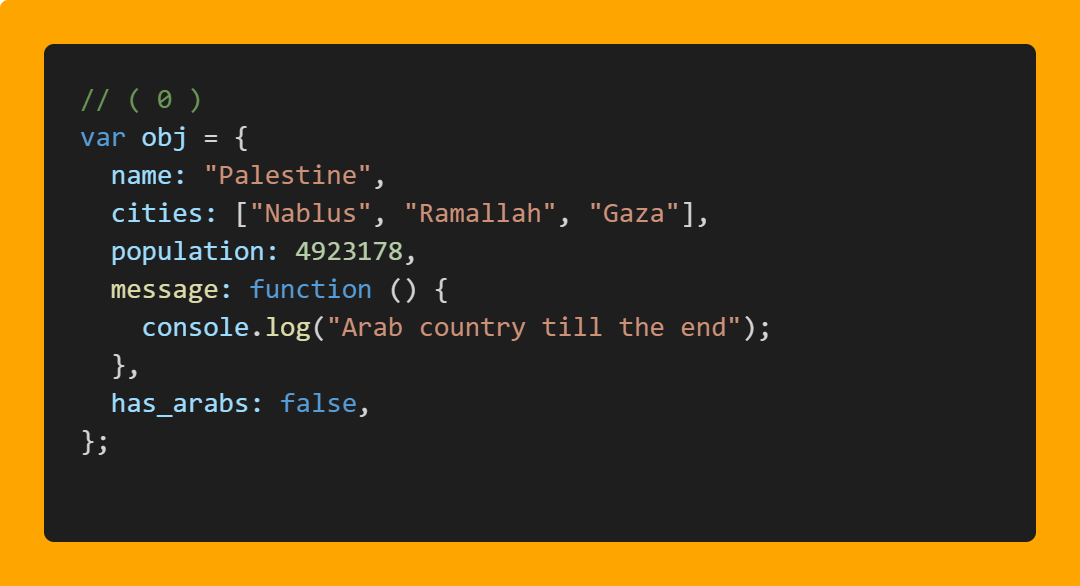 // ( 0 )
var obj = {
  name: "Palestine",
  cities: ["Nablus", "Ramallah", "Gaza"],
  population: 4923178,
  message: function () {
    console.log("Arab country till the end");
  },
  has_arabs: false,
};